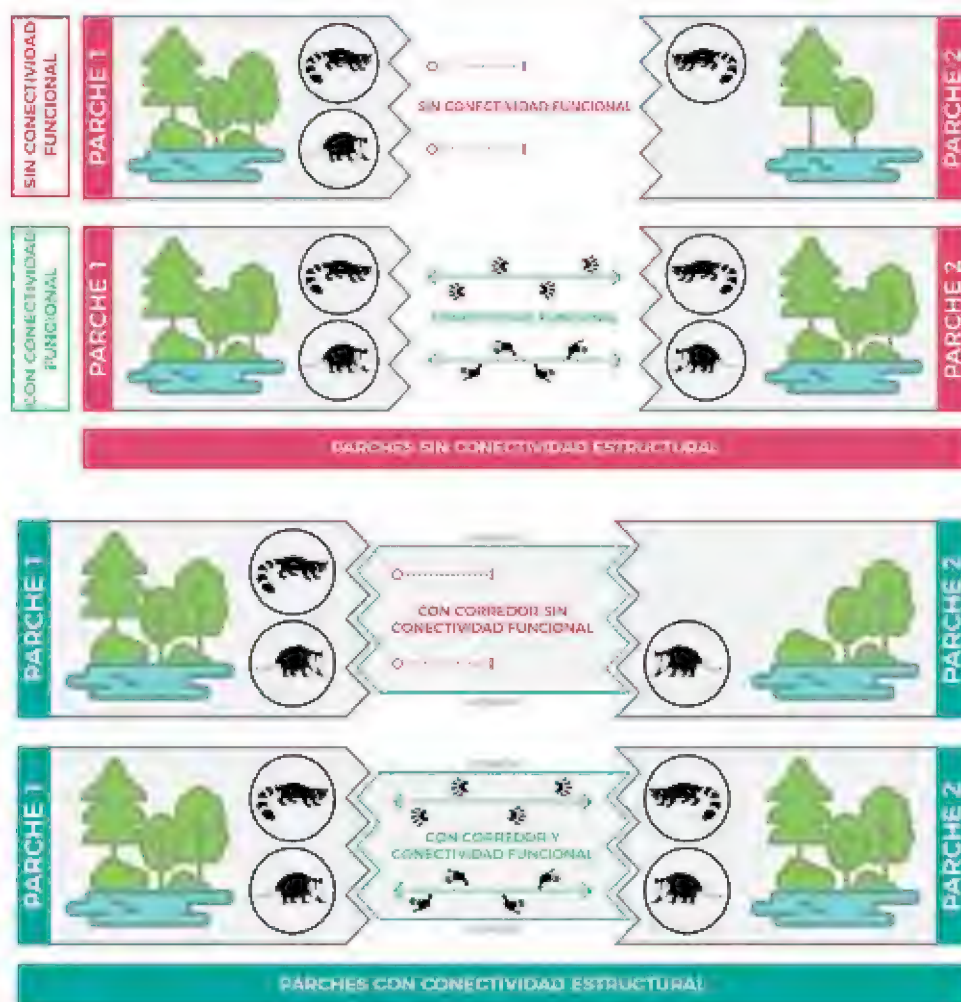 SIN CONECTIVIDAD
FUNCIONAL
PARCHE 1
SIN CONECTIVIDAD FUNCIONAL
PARCHE 2
CON CONECTIVIDAD
FUNCIONAL
PARCHE 1
CONECTIVIDAD FUNCIONAL
PARCHE 2
PARCHES SIN CONECTIVIDAD ESTRUCTURAL
PARCHE 1
CON CORREDOR SIN
CONECTIVIDAD FUNCIONAL
PARCHE 2
PARCHE 1
CON CORREDOR Y
CONECTIVIDAD FUNCIONAL
PARCHE 2
PARCHES CON CONECTIVIDAD ESTRUCTURAL